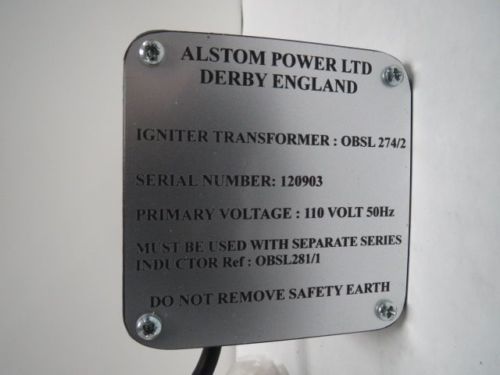 ALSTOM POWER LTD
DERBY ENGLAND
IGNITER TRANSFORMER : OBSL 274/2
SERIAL NUMBER: 120903
PRIMARY VOLTAGE : 110 VOLT 50Hz
MUST BE USED WITH SEPARATE SERIES
INDUCTOR Ref : OBSL281/1
DO NOT REMOVE SAFETY EARTH